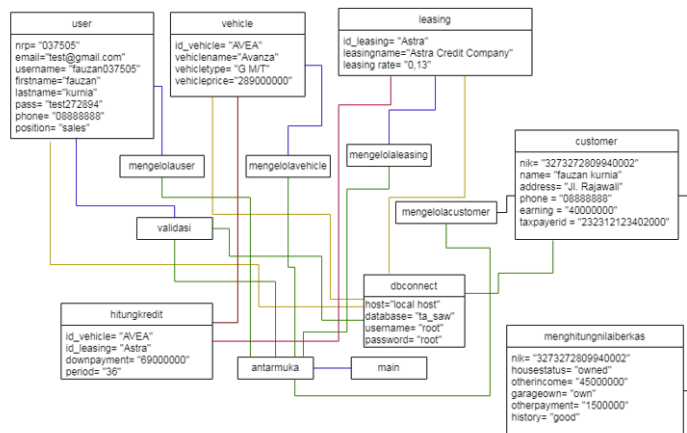 user
nrp= "037505"
email="test@gmail.com"
username= "fauzan037505"
firstname="fauzan"
lastname="kurnia"
pass= "test272894"
phone= "08888888"
position= "sales"
vehicle
id_vehicle= "AVEA"
vehiclename="Avanza"
vehicletype= "G M/T"
vehicleprice="289000000"
leasing
id_leasing= "Astra"
leasingname="Astra Credit Company"
leasing rate= "0,13"
mengelolauser
mengelolavehicle
mengelolaleasing
customer
nik= "3273272809940002"
name= "fauzan kurnia"
address= "Jl. Rajawali"
phone = "08888888"
earning = "40000000"
taxpayerid = "232312123402000"
mengelolacustomer
validasi
dbconnect
host="local host"
database= "ta_saw"
username= "root"
password= "root"
hitungkredit
id_vehicle= "AVEA"
id_leasing= "Astra"
downpayment= "69000000"
period= "36"
antarmuka
main
menghitungnilaiberkas
nik= "3273272809940002"
housestatus= "owned"
otherincome= "45000000"
garageown= "own"
otherpayment= "1500000"
history= "good"